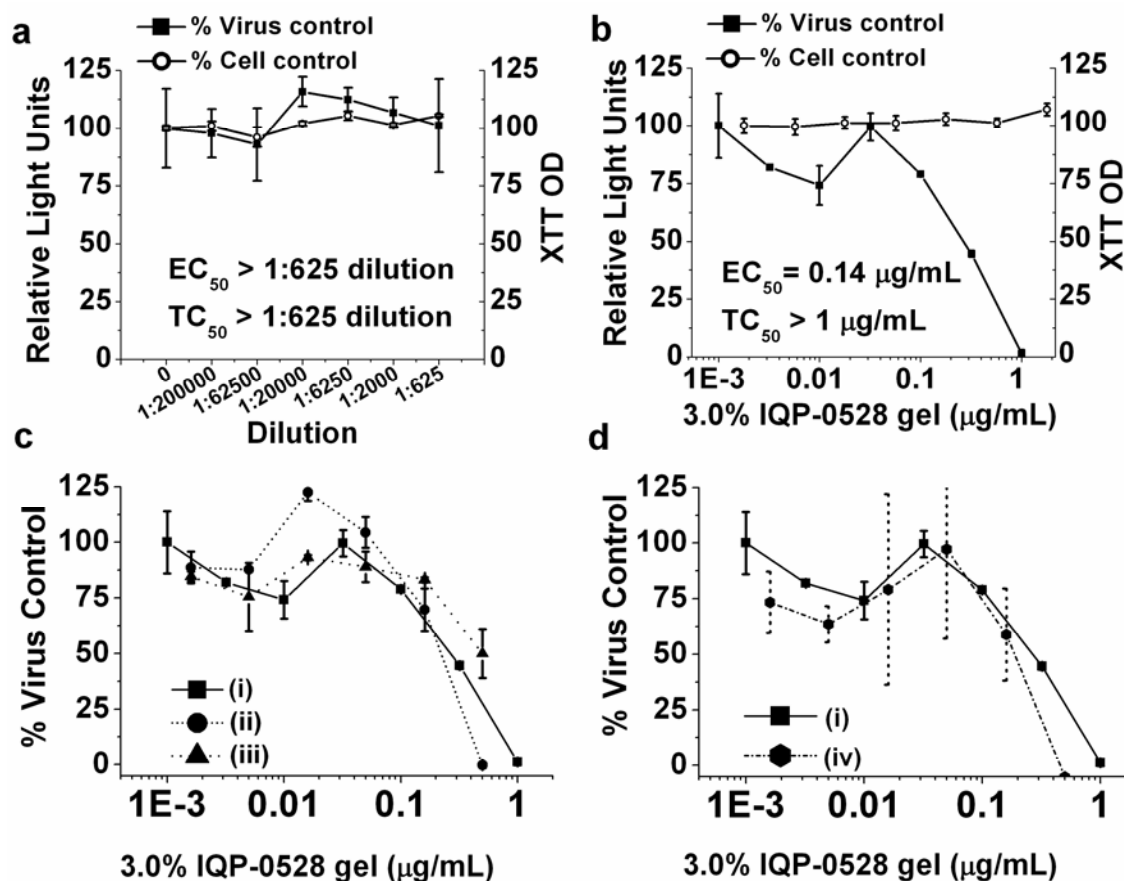 a
% Virus control
% Cell control
125
100
75
50
25
0
Relative Light Units
125
100
75
50
25
0
XTT OD
EC50 > 1:625 dilution
TC50 > 1:625 dilution
0
1:200000
1:62500
1:20000
1:6250
1:2000
1:625
Dilution
b
% Virus control
% Cell control
125
100
75
50
25
0
Relative Light Units
125
100
75
50
25
0
XTT OD
EC50 = 0.14 µg/mL
TC50 > 1 µg/mL
1E-3
0.01
0.1
1
3.0% IQP-0528 gel (µg/mL)
c
125
100
75
50
25
0
% Virus Control
(i)
(ii)
(iii)
1E-3
0.01
0.1
1
3.0% IQP-0528 gel (µg/mL)
d
125
100
75
50
25
0
% Virus Control
(i)
(iv)
1E-3
0.01
0.1
1
3.0% IQP-0528 gel (µg/mL)